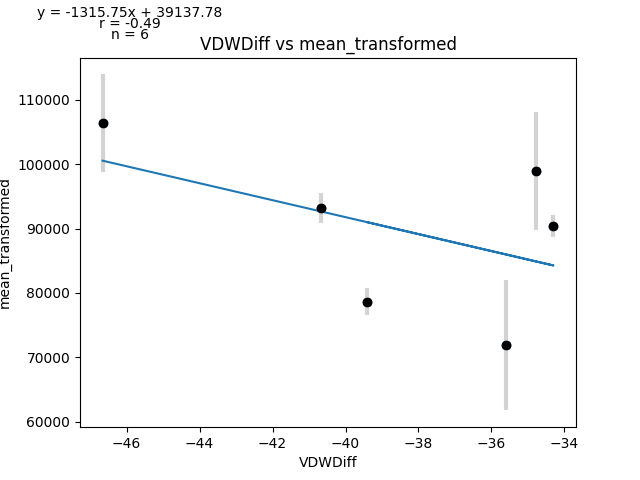 y = -1315.75x + 39137.78
r = -0.49
n = 6
VDWDiff vs mean_transformed
mean_transformed
110000
100000
90000
80000
70000
60000
−46
−44
−42
−40
−38
−36
−34
VDWDiff